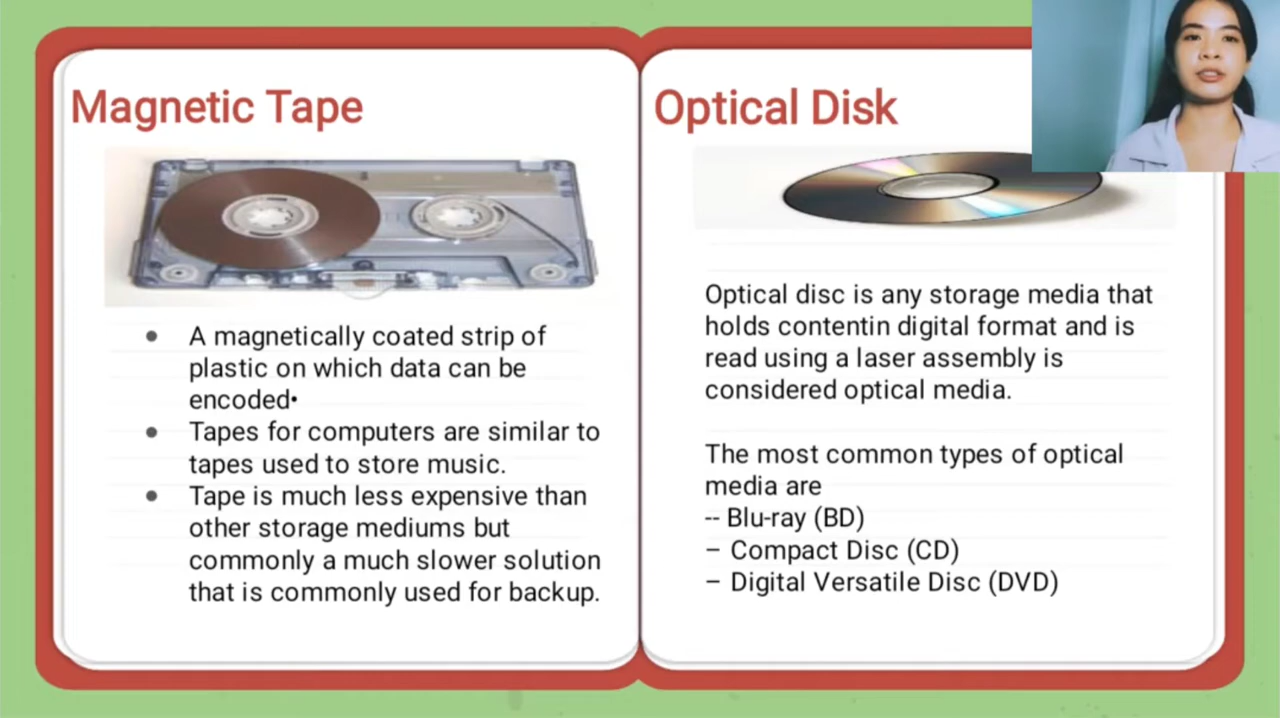 Magnetic Tape
● A magnetically coated strip of
plastic on which data can be
encoded•
● Tapes for computers are similar to
tapes used to store music.
● Tape is much less expensive than
other storage mediums but
commonly a much slower solution
that is commonly used for backup.
Optical Disk
Optical disc is any storage media that
holds contentin digital format and is
read using a laser assembly is
considered optical media.
The most common types of optical
media are
-- Blu-ray (BD)
– Compact Disc (CD)
– Digital Versatile Disc (DVD)